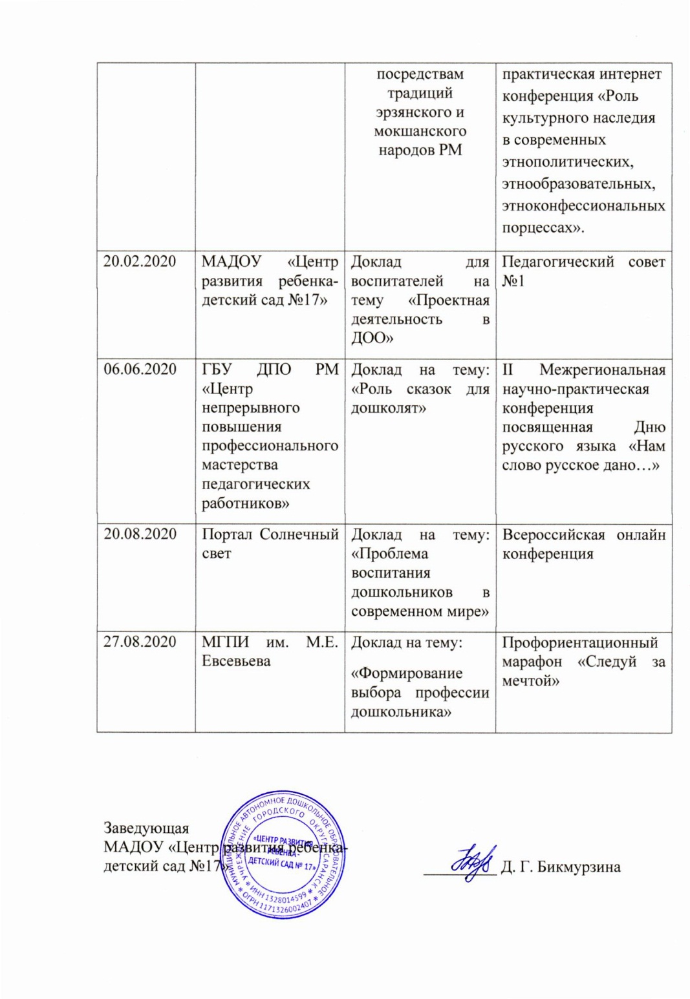 посредствам
традиций
эрзянского и
мокшанского
народов РМ
практическая интернет
конференция «Роль
культурного наследия
в современных
этнополитических,
этнообразовательных,
этноконфессиональных
порцессах».
20.02.2020
МАДОУ «Центр
развития ребенка-
детский сад №17»
Доклад для
воспитателей на
тему «Проектная
деятельность в
ДОО»
Педагогический совет
№1
06.06.2020
ГБУ ДПО РМ
«Центр
непрерывного
повышения
профессионального
мастерства
педагогических
работников»
Доклад на тему:
«Роль сказок для
дошколят»
II Межрегиональная
научно-практическая
конференция
посвященная Дню
русского языка «Нам
слово русское дано…»
20.08.2020
Портал Солнечный
свет
Доклад на тему:
«Проблема
воспитания
дошкольников в
современном мире»
Всероссийская онлайн
конференция
27.08.2020
МГПИ им. М.Е.
Евсевьева
Доклад на тему:
«Формирование
выбора профессии
дошкольника»
Профориентационный
марафон «Следуй за
мечтой»
Заведующая
МАДОУ «Центр развития ребенка-
детский сад №17»
Д. Г. Бикмурзина
МУНИЦИПАЛЬНОЕ АВТОНОМНОЕ ДОШКОЛЬНОЕ ОБРАЗОВАТЕЛЬНОЕ
УЧРЕЖДЕНИЕ ГОРОДСКОГО ОКРУГА САРАНСК
«ЦЕНТР РАЗВИТИЯ
РЕБЕНКА-
ДЕТСКИЙ САД № 17»
ИНН 1328014599
ОГРН 1171326002407